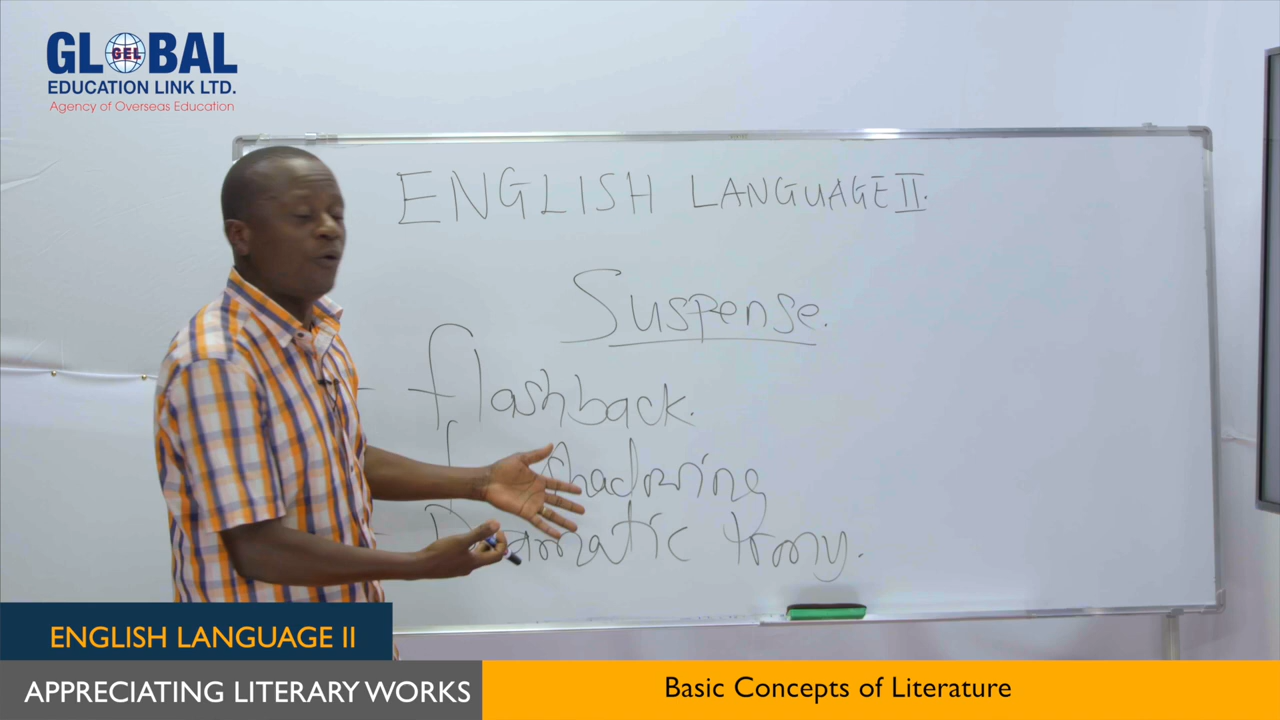 GLOBAL
GEL
EDUCATION LINK LTD.
Agency of Overseas Education
ENGLISH LANGUAGE II.
Suspense.
flashback.
Dramatic Irony.
ENGLISH LANGUAGE II
APPRECIATING LITERARY WORKS
Basic Concepts of Literature